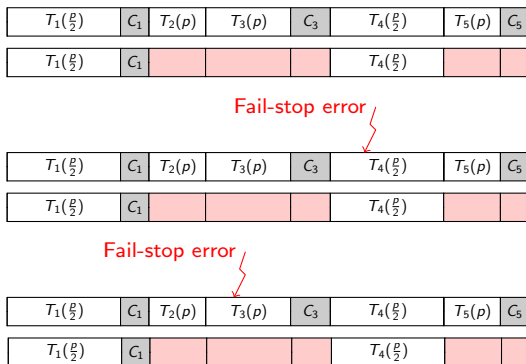 T₁(p/2) C₁ T₂(p) T₃(p) C₃ T₄(p/2) T₅(p) C₅
T₁(p/2) C₁ T₄(p/2)
Fail-stop error
T₁(p/2) C₁ T₂(p) T₃(p) C₃ T₄(p/2) T₅(p) C₅
T₁(p/2) C₁ T₄(p/2)
Fail-stop error
T₁(p/2) C₁ T₂(p) T₃(p) C₃ T₄(p/2) T₅(p) C₅
T₁(p/2) C₁ T₄(p/2)